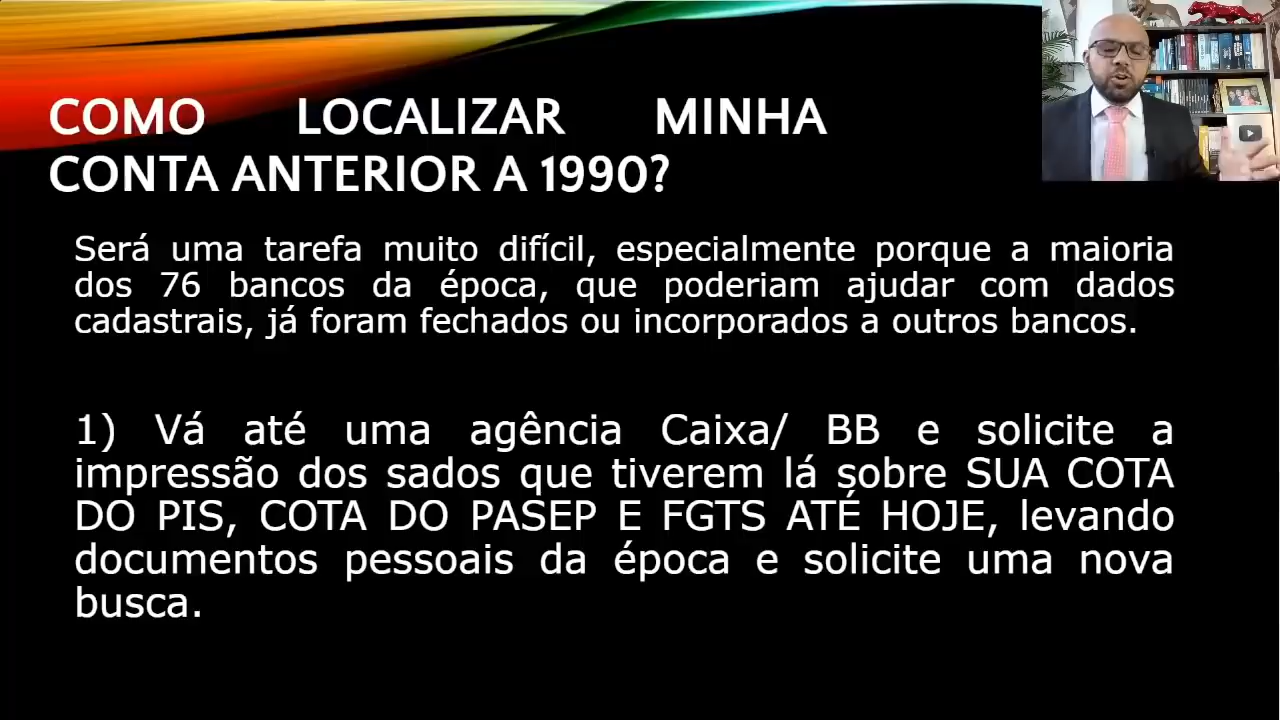 COMO LOCALIZAR MINHA
CONTA ANTERIOR A 1990?
Será uma tarefa muito difícil, especialmente porque a maioria
dos 76 bancos da época, que poderiam ajudar com dados
cadastrais, já foram fechados ou incorporados a outros bancos.
1) Vá até uma agência Caixa/ BB e solicite a
impressão dos sados que tiverem lá sobre SUA COTA
DO PIS, COTA DO PASEP E FGTS ATÉ HOJE, levando
documentos pessoais da época e solicite uma nova
busca.